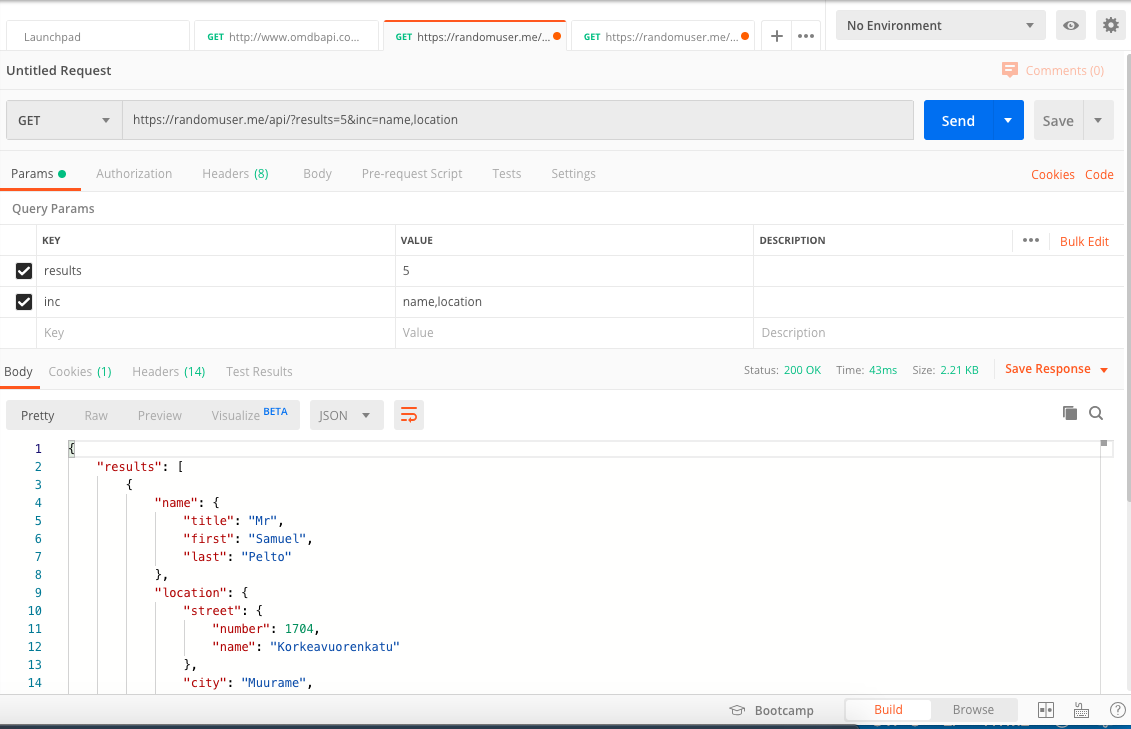 Launchpad
GET http://www.omdbapi.co...
GET https://randomuser.me/...
GET https://randomuser.me/...
No Environment
Untitled Request
Comments (0)
GET
https://randomuser.me/api/?results=5&inc=name,location
Send
Save
Params
Authorization
Headers (8)
Body
Pre-request Script
Tests
Settings
Cookies
Code
Query Params
KEY VALUE DESCRIPTION
Bulk Edit
results 5
inc name,location
Key Value Description
Body
Cookies (1)
Headers (14)
Test Results
Status: 200 OK
Time: 43ms
Size: 2.21 KB
Save Response
Pretty
Raw
Preview
Visualize BETA
JSON
1 {
2 "results": [
3 {
4 "name": {
5 "title": "Mr",
6 "first": "Samuel",
7 "last": "Pelto"
8 },
9 "location": {
10 "street": {
11 "number": 1704,
12 "name": "Korkeavuorenkatu"
13 },
14 "city": "Muurame",
Bootcamp
Build
Browse